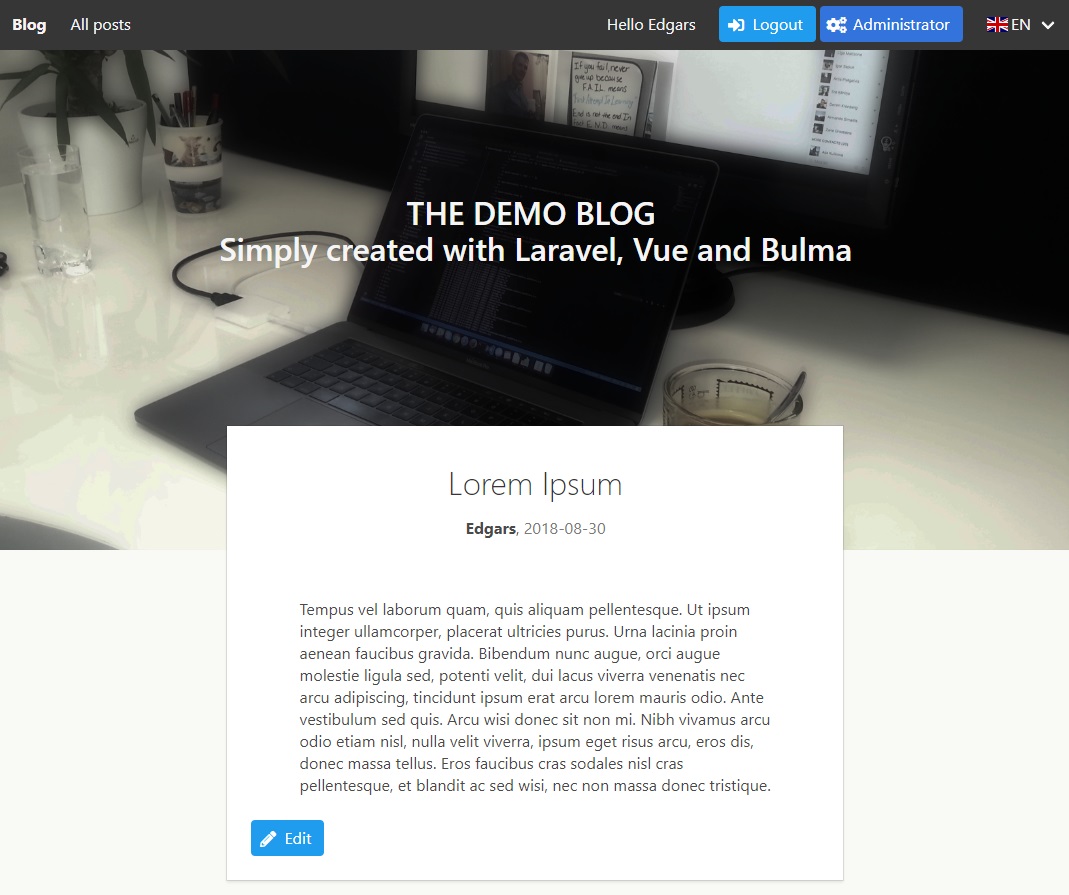 Blog All posts Hello Edgars Logout Administrator EN
If you fail, never
give up because
F.A.I.L. means
First Attempt In Learning
End is not the end In
fact E.N.D. means
THE DEMO BLOG
Simply created with Laravel, Vue and Bulma
Lorem Ipsum
Edgars, 2018-08-30
Tempus vel laborum quam, quis aliquam pellentesque. Ut ipsum
integer ullamcorper, placerat ultricies purus. Urna lacinia proin
aenean faucibus gravida. Bibendum nunc augue, orci augue
molestie ligula sed, potenti velit, dui lacus viverra venenatis nec
arcu adipiscing, tincidunt ipsum erat arcu lorem mauris odio. Ante
vestibulum sed quis. Arcu wisi donec sit non mi. Nibh vivamus arcu
odio etiam nisl, nulla velit viverra, ipsum eget risus arcu, eros dis,
donec massa tellus. Eros faucibus cras sodales nisl cras
pellentesque, et blandit ac sed wisi, nec non massa donec tristique.
Edit